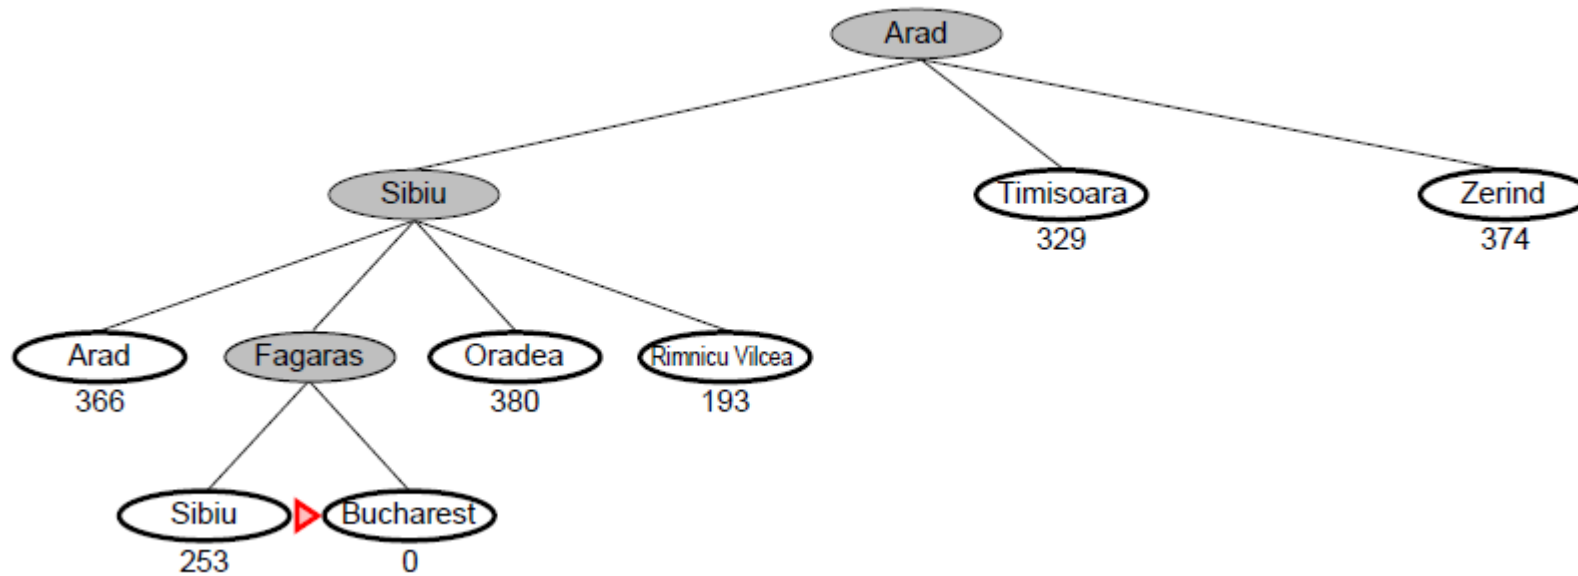 Arad
Sibiu
Timisoara
Zerind
329
374
Arad
Fagaras
Oradea
Rimnicu Vilcea
366
380
193
Sibiu
Bucharest
253
0